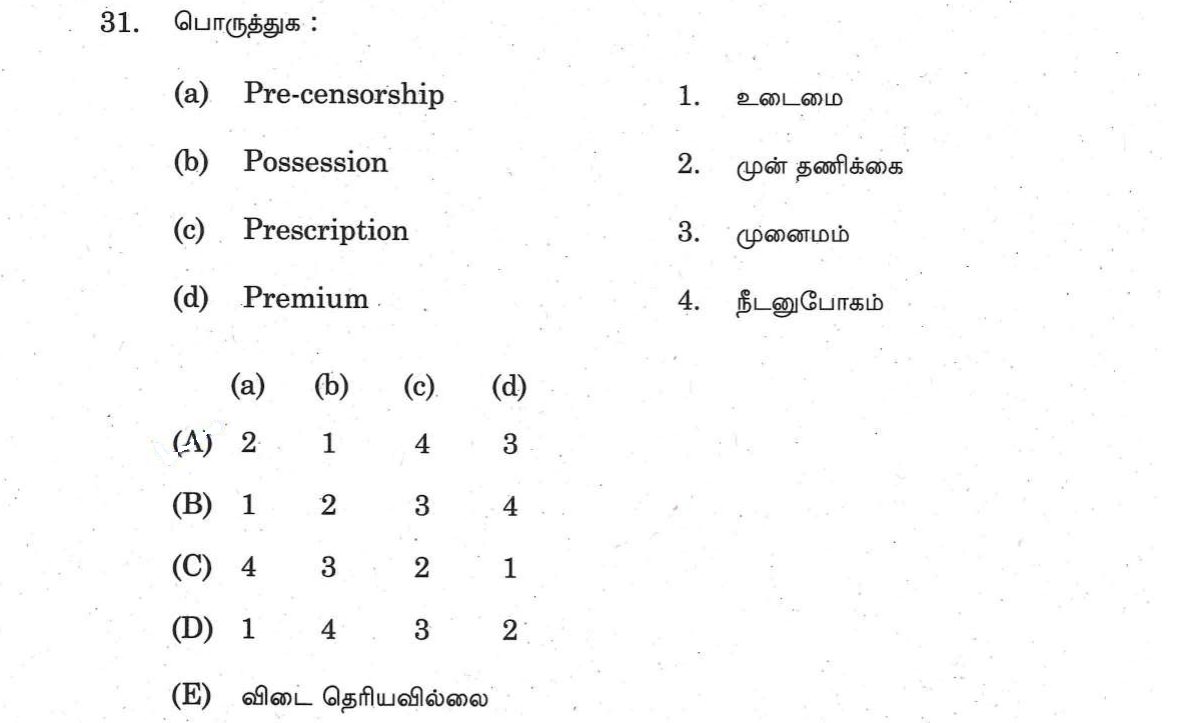 31. பொருத்துக :
(a) Pre-censorship 1. உடைமை
(b) Possession 2. முன் தணிக்கை
(c) Prescription 3. முனைமம்
(d) Premium 4. நீடனுபோகம்
(a) (b) (c) (d)
(A) 2 1 4 3
(B) 1 2 3 4
(C) 4 3 2 1
(D) 1 4 3 2
(E) விடை தெரியவில்லை